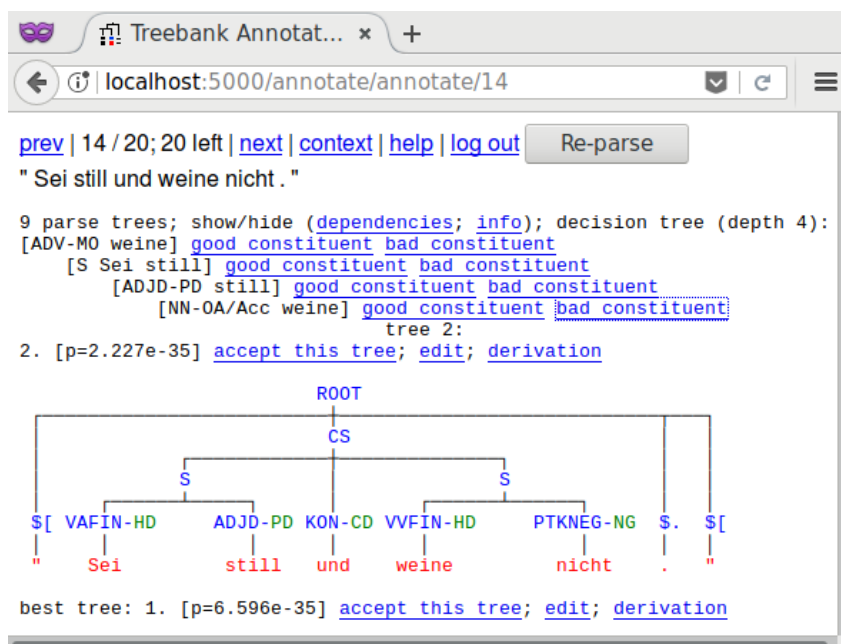 Treebank Annotat... × +
localhost:5000/annotate/annotate/14
prev | 14 / 20; 20 left | next | context | help | log out Re-parse
" Sei still und weine nicht . "
9 parse trees; show/hide (dependencies; info); decision tree (depth 4):
[ADV-MO weine] good constituent bad constituent
[S Sei still] good constituent bad constituent
[ADJD-PD still] good constituent bad constituent
[NN-OA/Acc weine] good constituent bad constituent
tree 2:
2. [p=2.227e-35] accept this tree; edit; derivation
ROOT
CS
S S
$[ VAFIN-HD ADJD-PD KON-CD VVFIN-HD PTKNEG-NG $. $[
" Sei still und weine nicht . "
best tree: 1. [p=6.596e-35] accept this tree; edit; derivation